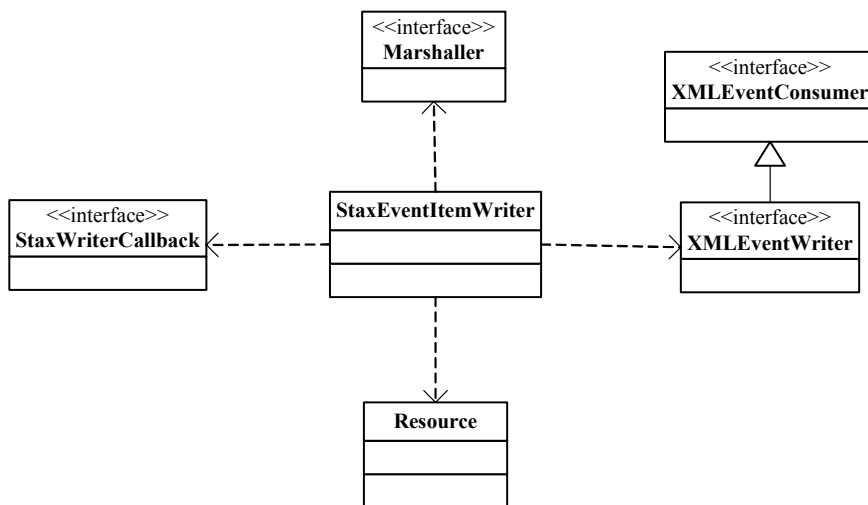 <<interface>>
Marshaller
<<interface>>
XMLEventConsumer
<<interface>>
StaxWriterCallback
StaxEventItemWriter
<<interface>>
XMLEventWriter
Resource